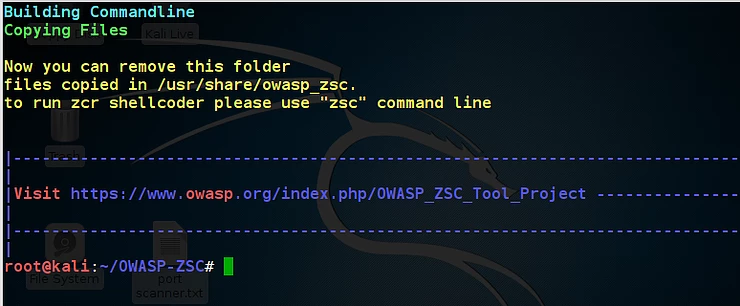 Building Commandline
Copying Files
Kali Live
Now you can remove this folder
files copied in /usr/share/owasp_zsc.
to run zcr shellcoder please use "zsc" command line
|--------------------------------------------------------------------------------
|
|Visit https://www.owasp.org/index.php/OWASP_ZSC_Tool_Project ----------------
|
|--------------------------------------------------------------------------------
|
root@kali:~/OWASP-ZSC#
File System
port
scanner.txt